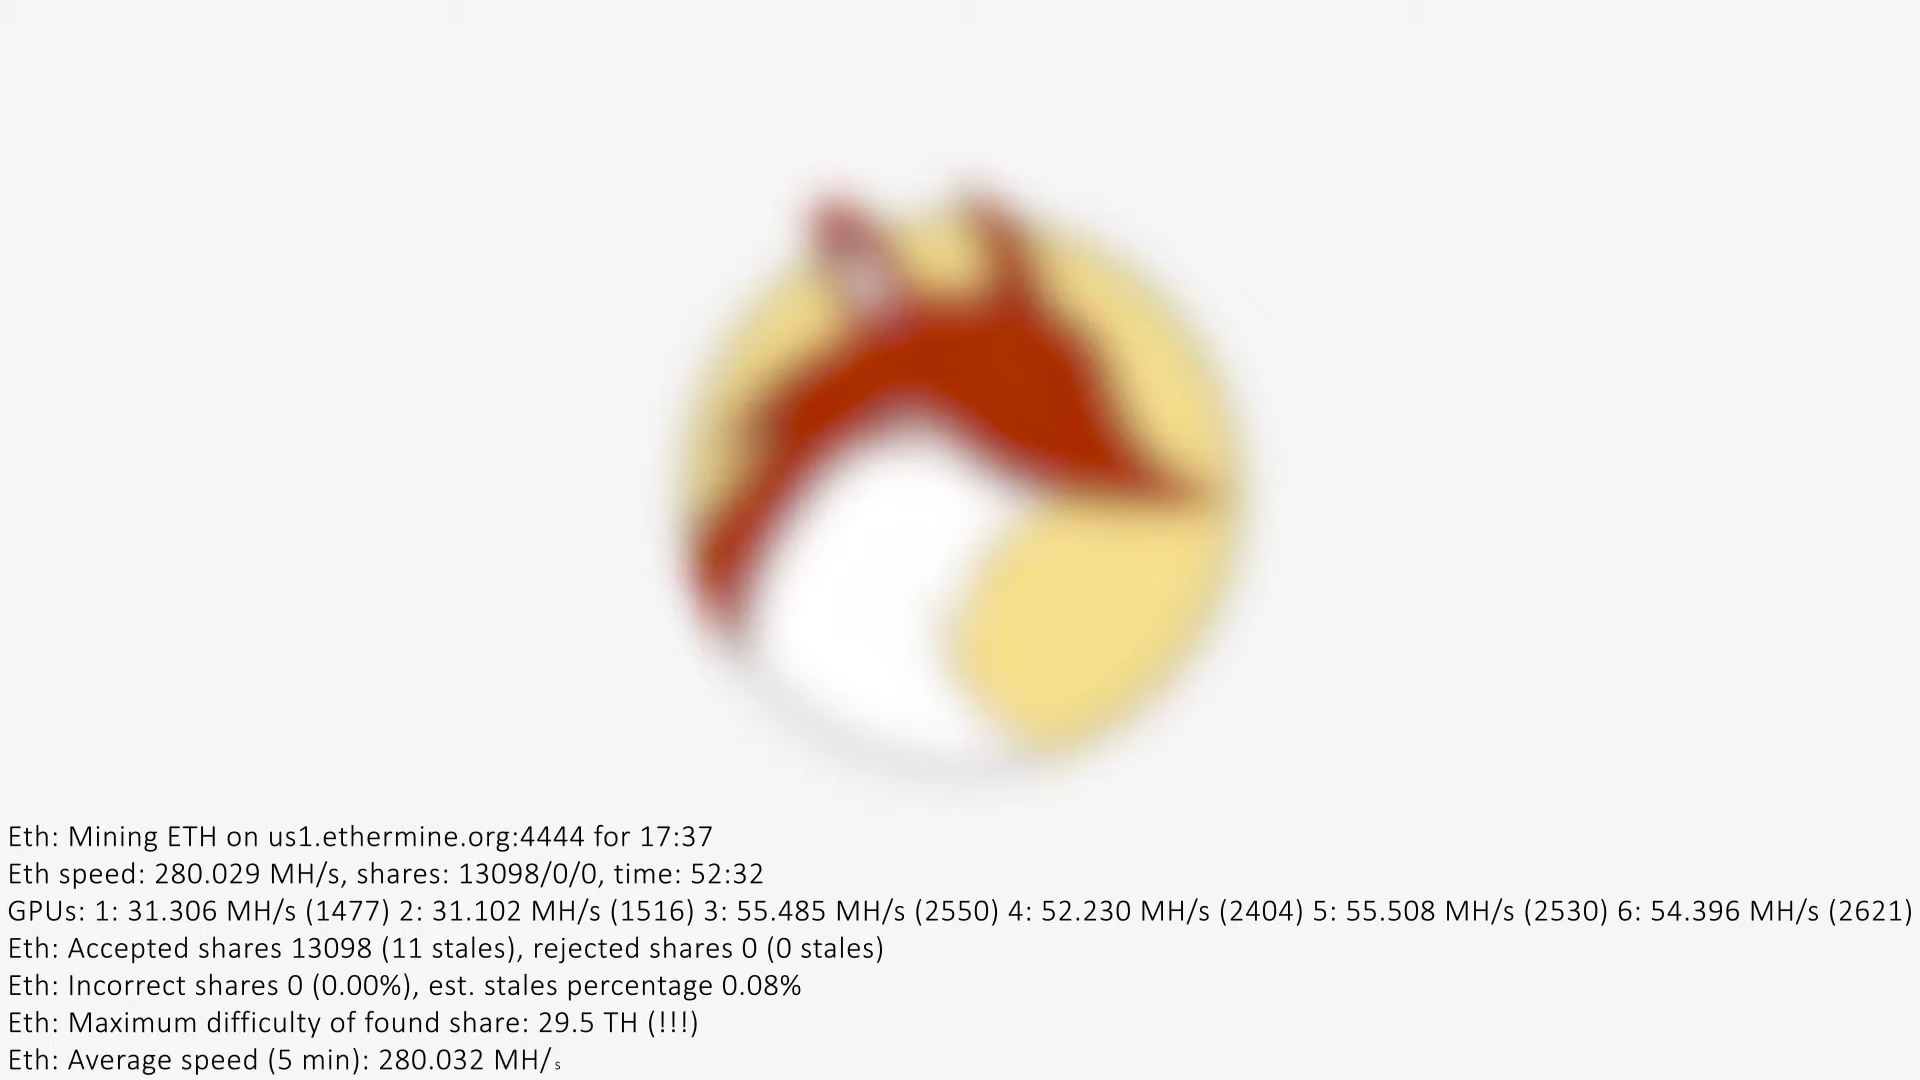 Eth: Mining ETH on us1.ethermine.org:4444 for 17:37
Eth speed: 280.029 MH/s, shares: 13098/0/0, time: 52:32
GPUs: 1: 31.306 MH/s (1477) 2: 31.102 MH/s (1516) 3: 55.485 MH/s (2550) 4: 52.230 MH/s (2404) 5: 55.508 MH/s (2530) 6: 54.396 MH/s (2621)
Eth: Accepted shares 13098 (11 stales), rejected shares 0 (0 stales)
Eth: Incorrect shares 0 (0.00%), est. stales percentage 0.08%
Eth: Maximum difficulty of found share: 29.5 TH (!!!)
Eth: Average speed (5 min): 280.032 MH/s